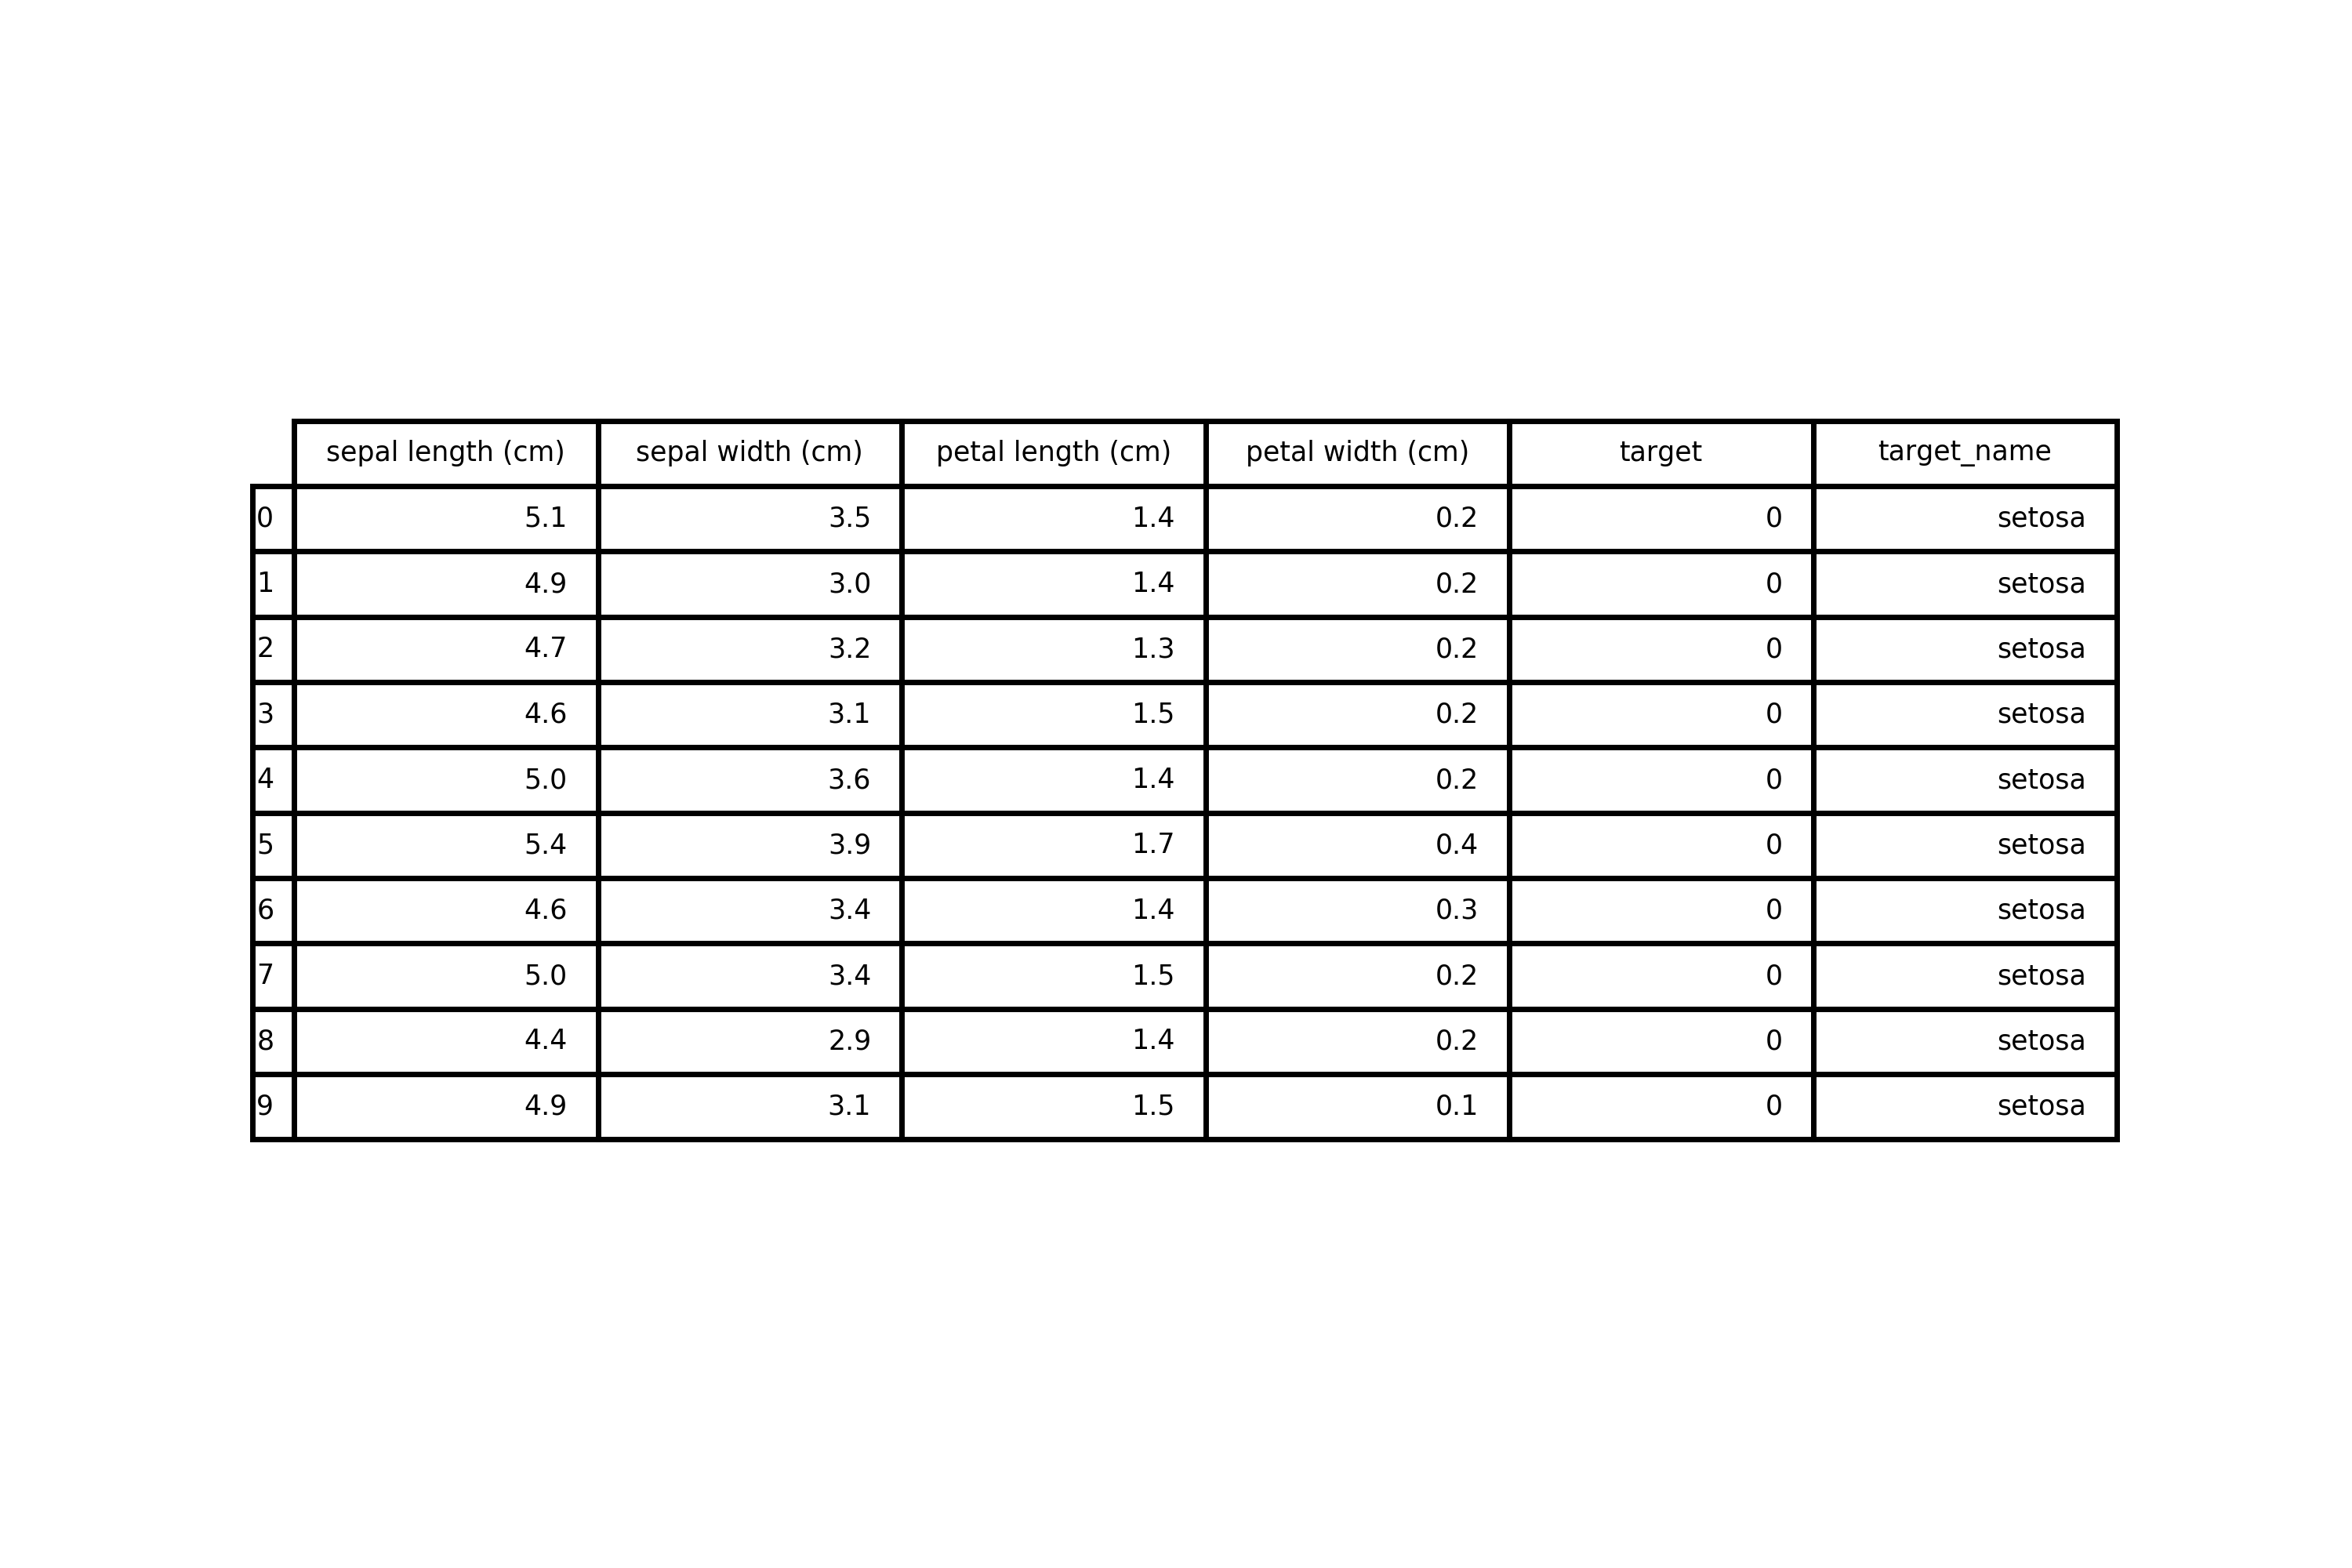 sepal length (cm) sepal width (cm) petal length (cm) petal width (cm) target target_name
0 5.1 3.5 1.4 0.2 0 setosa
1 4.9 3.0 1.4 0.2 0 setosa
2 4.7 3.2 1.3 0.2 0 setosa
3 4.6 3.1 1.5 0.2 0 setosa
4 5.0 3.6 1.4 0.2 0 setosa
5 5.4 3.9 1.7 0.4 0 setosa
6 4.6 3.4 1.4 0.3 0 setosa
7 5.0 3.4 1.5 0.2 0 setosa
8 4.4 2.9 1.4 0.2 0 setosa
9 4.9 3.1 1.5 0.1 0 setosa